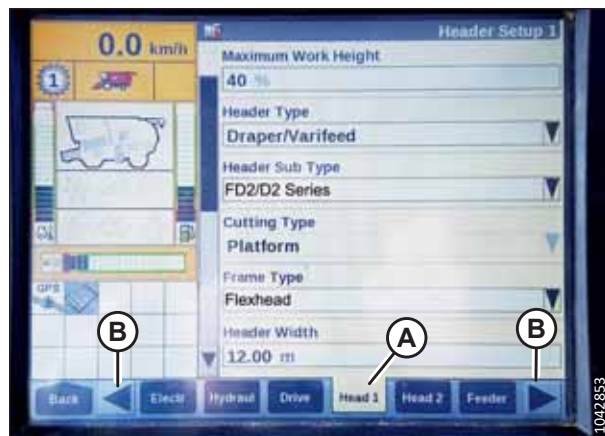 0.0 km/h
Header Setup 1
Maximum Work Height
40 %
1
Header Type
Draper/Varifeed
Header Sub Type
FD2/D2 Series
Cutting Type
Platform
Frame Type
Flexhead
GPS
Header Width
12.00 m
B
A
B
Back
Electr
Hydraul
Drive
Head 1
Head 2
Feeder
1042853